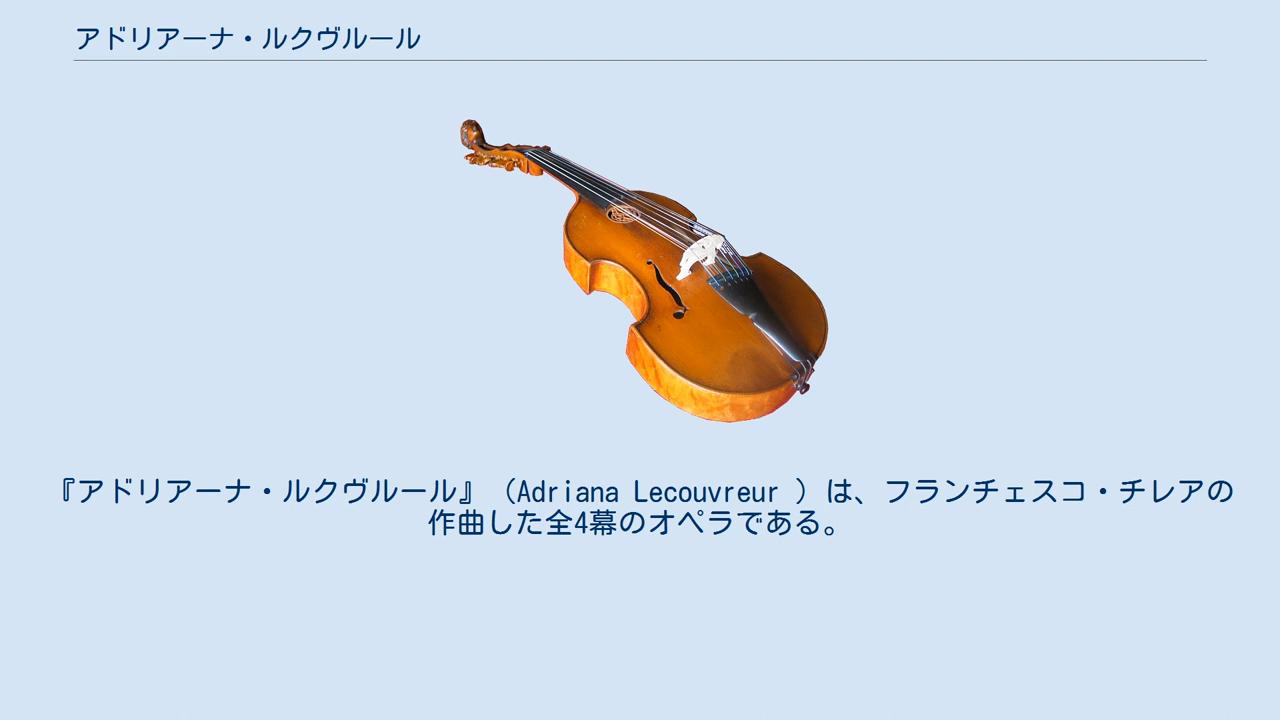 アドリアーナ・ルクヴルール
『アドリアーナ・ルクヴルール』（Adriana Lecouvreur ）は、フランチェスコ・チレアの
作曲した全4幕のオペラである。